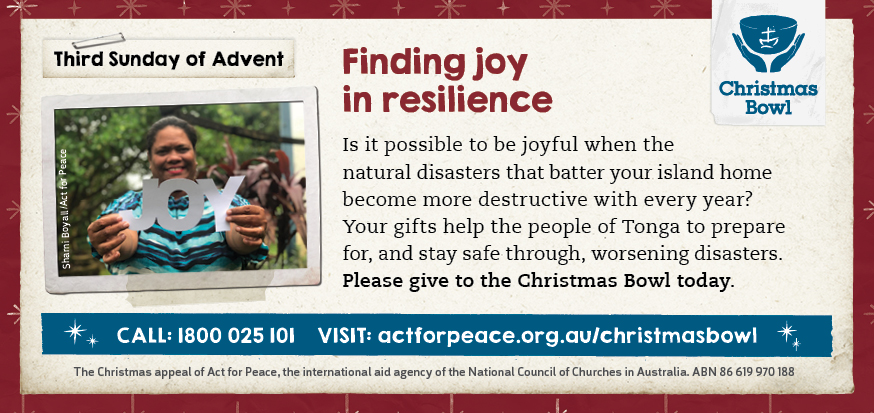 Third Sunday of Advent
Sharni Boyall/Act for Peace
JOY
Finding joy
in resilience
Christmas
Bowl
Is it possible to be joyful when the
natural disasters that batter your island home
become more destructive with every year?
Your gifts help the people of Tonga to prepare
for, and stay safe through, worsening disasters.
Please give to the Christmas Bowl today.
CALL: 1800 025 101 VISIT: actforpeace.org.au/christmasbowl
The Christmas appeal of Act for Peace, the international aid agency of the National Council of Churches in Australia. ABN 86 619 970 188